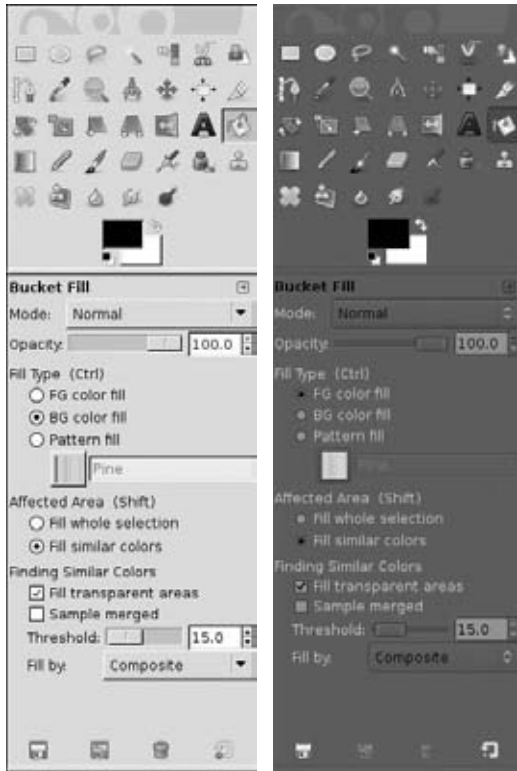 Bucket Fill
Mode: Normal
Opacity: 100.0
Fill Type (Ctrl)
FG color fill
BG color fill
Pattern fill
Pine
Affected Area (Shift)
Fill whole selection
Fill similar colors
Finding Similar Colors
Fill transparent areas
Sample merged
Threshold: 15.0
Fill by: Composite
Bucket Fill
Mode: Normal
Opacity: 100.0
Fill Type (Ctrl)
FG color fill
BG color fill
Pattern fill
Pine
Affected Area (Shift)
Fill whole selection
Fill similar colors
Finding Similar Colors
Fill transparent areas
Sample merged
Threshold: 15.0
Fill by: Composite